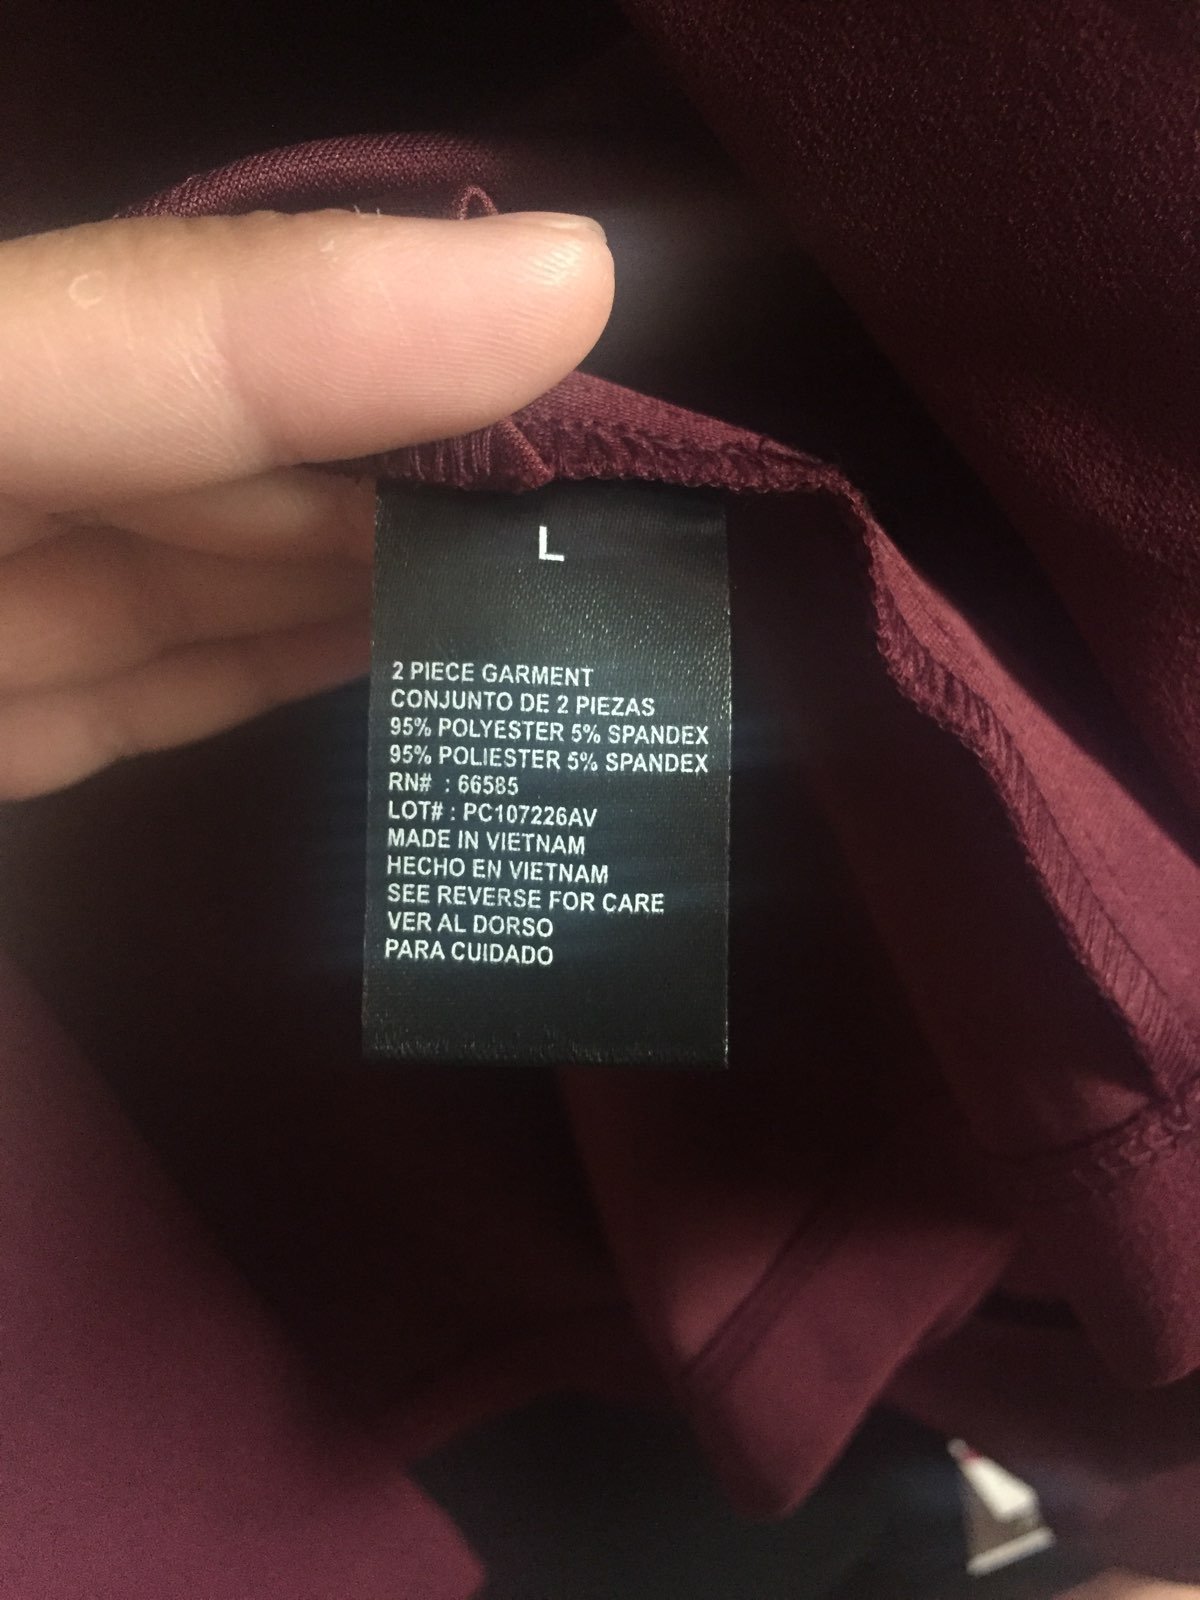 L
2 PIECE GARMENT
CONJUNTO DE 2 PIEZAS
95% POLYESTER 5% SPANDEX
95% POLIESTER 5% SPANDEX
RN# : 66585
LOT# : PC107226AV
MADE IN VIETNAM
HECHO EN VIETNAM
SEE REVERSE FOR CARE
VER AL DORSO
PARA CUIDADO